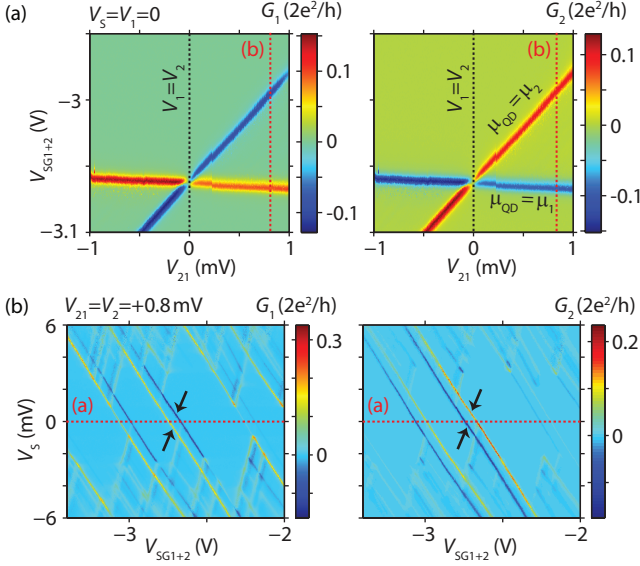 (a) V_S=V_1=0 G_1(2e²/h) G_2(2e²/h)
(b) (b)
V_1=V_2 V_1=V_2
μ_QD=μ_2
μ_QD=μ_1
V_SG1+2 (V)
-3
-3.1
0.1
0
-0.1
0.1
0
-0.1
-1 0 1 -1 0 1
V_21 (mV) V_21 (mV)
(b) V_21=V_2=+0.8mV G_1(2e²/h) G_2(2e²/h)
V_S (mV)
6
0
-6
(a) (a)
0.3
0
0.2
0
−3 −2 −3 −2
V_SG1+2 (V) V_SG1+2 (V)